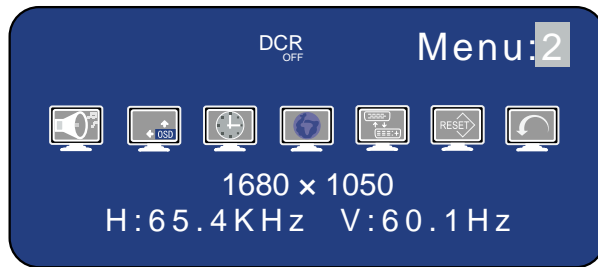 DCR
OFF
Menu:2
OSD
RESET
1680 × 1050
H:65.4KHz V:60.1Hz